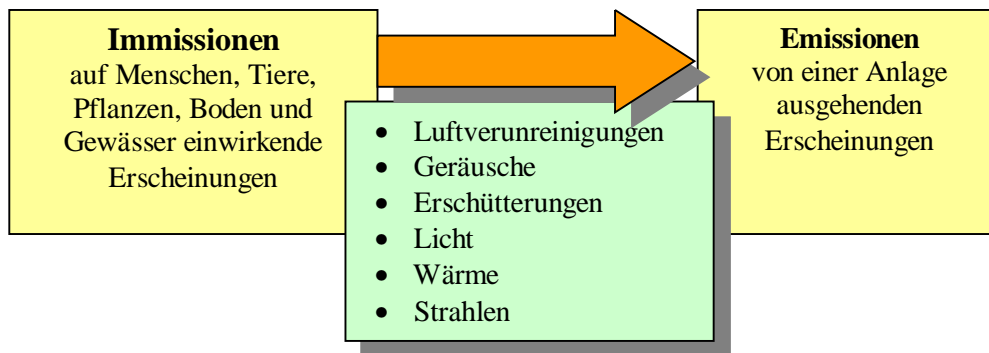 Immissionen
auf Menschen, Tiere,
Pflanzen, Boden und
Gewässer einwirkende
Erscheinungen
• Luftverunreinigungen
• Geräusche
• Erschütterungen
• Licht
• Wärme
• Strahlen
Emissionen
von einer Anlage
ausgehenden
Erscheinungen